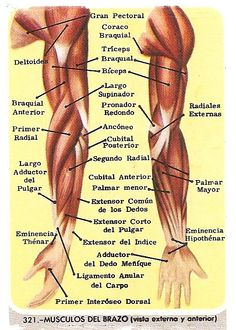 Gran Pectoral
Coraco
Braquial
Tríceps
Deltoides
Braquial
Bíceps
Largo
Supinador
Braquial
Anterior
Pronador
Redondo
Radiales
Externas
Primer
Radial
Ancóneo
Cubital
Posterior
Largo
Adductor
del
Pulgar
Segundo Radial
Cubital Anterior
Palmar menor
Palmar
Mayor
Extensor Común
de los Dedos
Extensor Corto
del Pulgar
Eminencia
Thénar
Extensor del Indice
Eminencia
Hipothénar
Adductor
del Dedo Meñique
Ligamento Anular
del Carpo
Primer Interóseo Dorsal
321.-MUSCULOS DEL BRAZO (vista externa y anterior)